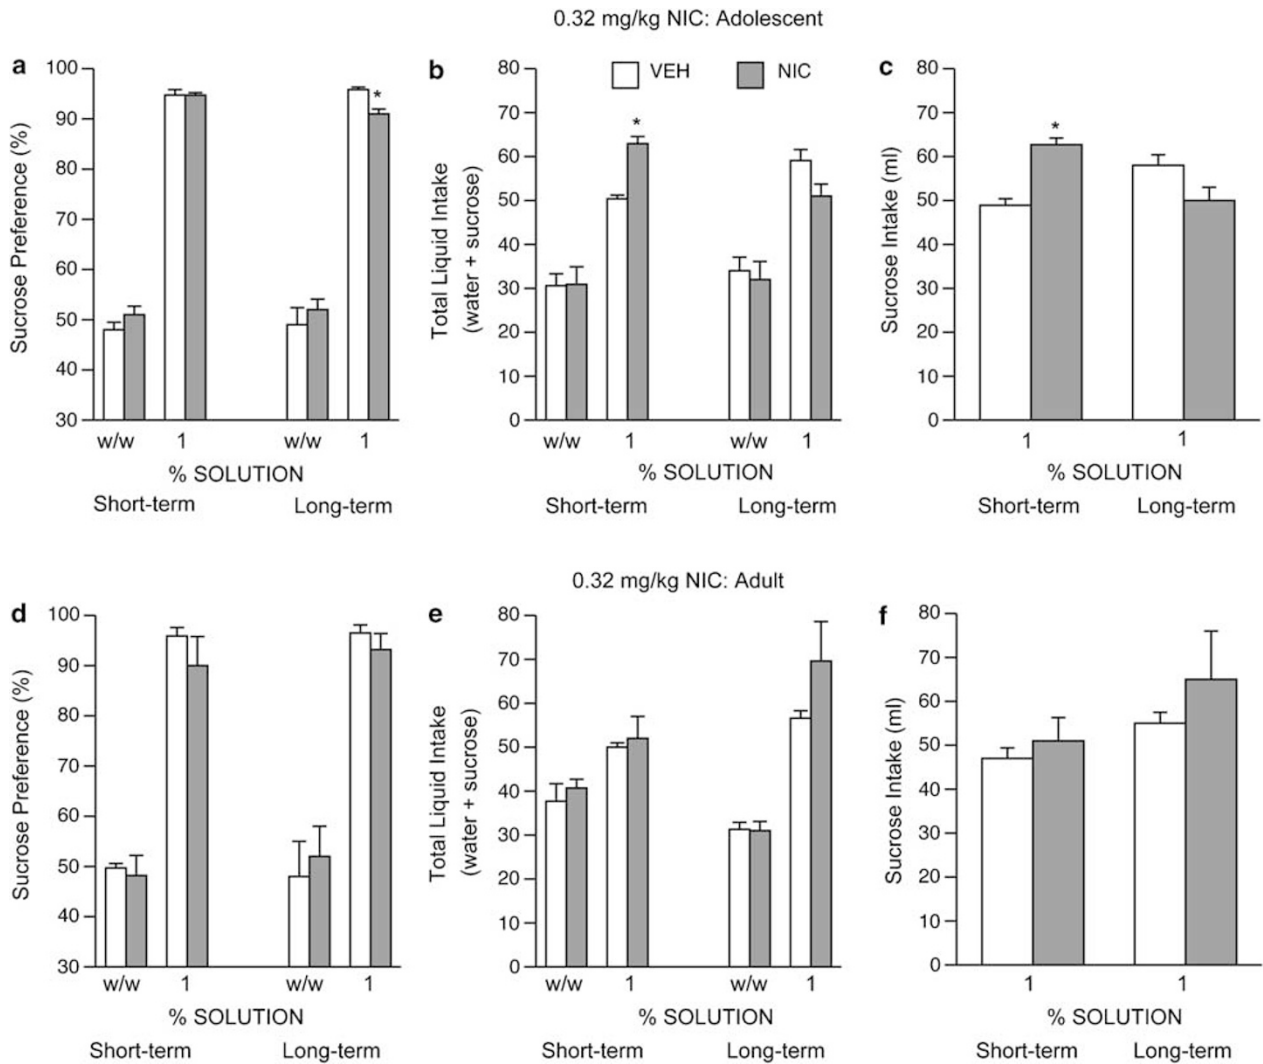 0.32 mg/kg NIC: Adolescent
a
100
90
80
70
60
50
40
30
Sucrose Preference (%)
*
w/w 1 w/w 1
% SOLUTION
Short-term Long-term
b
80
70
60
50
40
30
20
10
0
Total Liquid Intake
(water + sucrose)
VEH NIC
*
w/w 1 w/w 1
% SOLUTION
Short-term Long-term
c
80
70
60
50
40
30
20
10
0
Sucrose Intake (ml)
*
1 1
% SOLUTION
Short-term Long-term
0.32 mg/kg NIC: Adult
d
100
90
80
70
60
50
40
30
Sucrose Preference (%)
w/w 1 w/w 1
% SOLUTION
Short-term Long-term
e
80
70
60
50
40
30
20
10
0
Total Liquid Intake
(water + sucrose)
w/w 1 w/w 1
% SOLUTION
Short-term Long-term
f
80
70
60
50
40
30
20
10
0
Sucrose Intake (ml)
1 1
% SOLUTION
Short-term Long-term